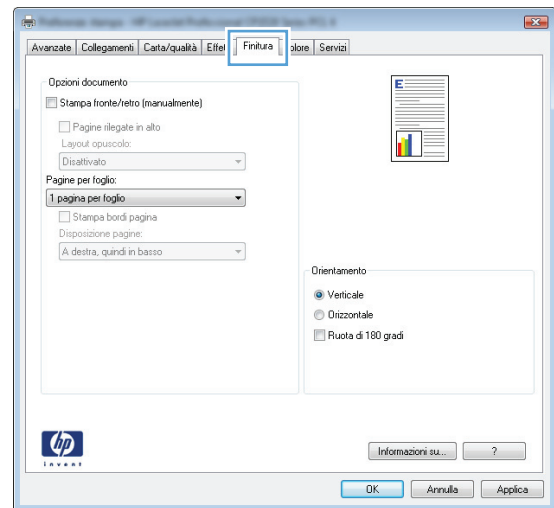 Avanzate Collegamenti Carta/qualità Effet Finitura olore Servizi
Opzioni documento
Stampa fronte/retro (manualmente)
Pagine rilegate in alto
Layout opuscolo:
Disattivato
Pagine per foglio:
1 pagina per foglio
Stampa bordi pagina
Disposizione pagine:
A destra, quindi in basso
E
Orientamento
Verticale
Orizzontale
Ruota di 180 gradi
hp
invent
Informazioni su... ?
OK Annulla Applica